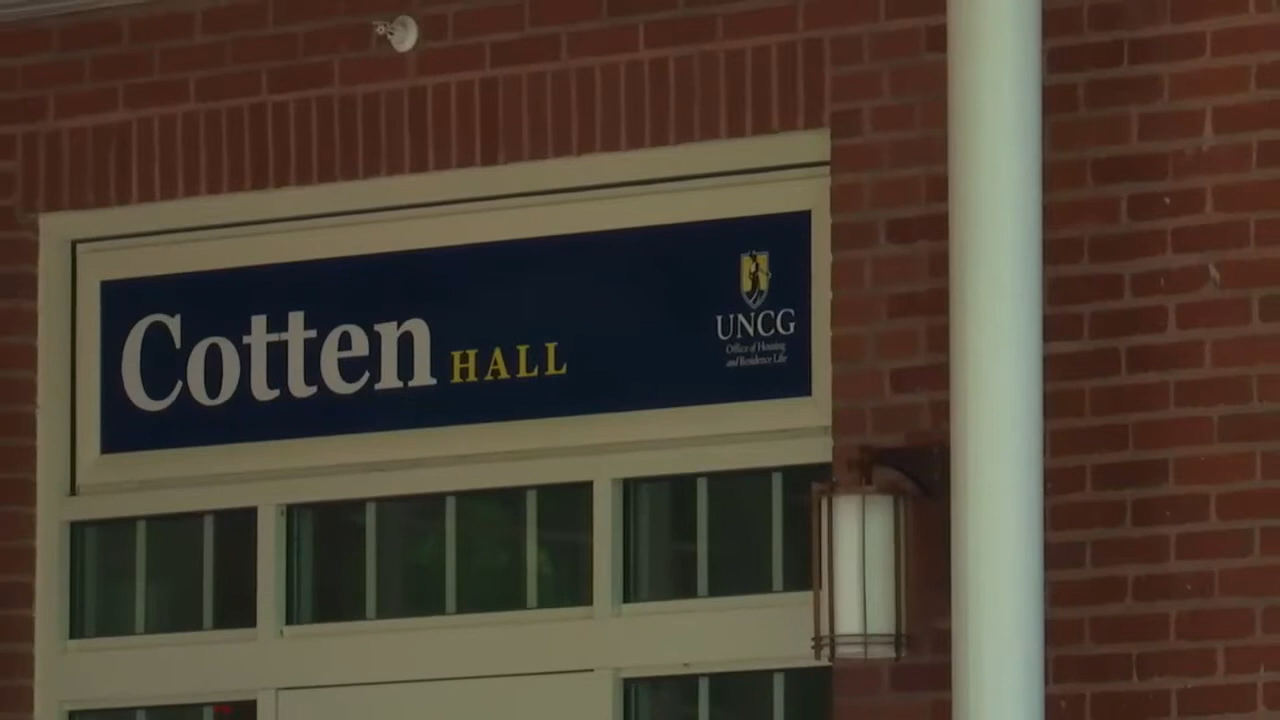 Cotten HALL
UNCG
Office of Housing
and Residence Life